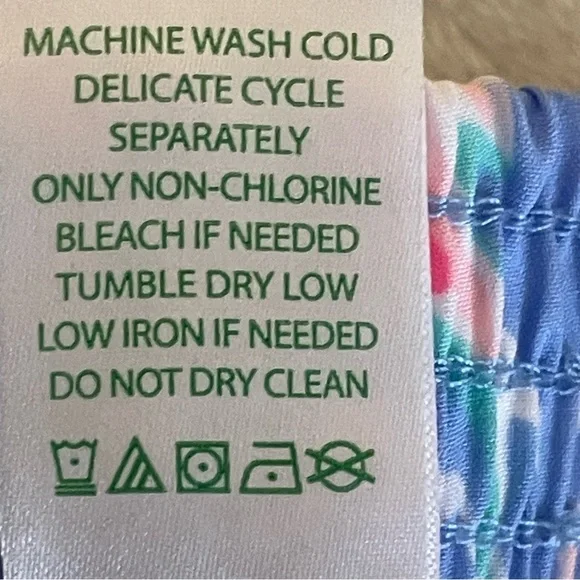 MACHINE WASH COLD
DELICATE CYCLE
SEPARATELY
ONLY NON-CHLORINE
BLEACH IF NEEDED
TUMBLE DRY LOW
LOW IRON IF NEEDED
DO NOT DRY CLEAN